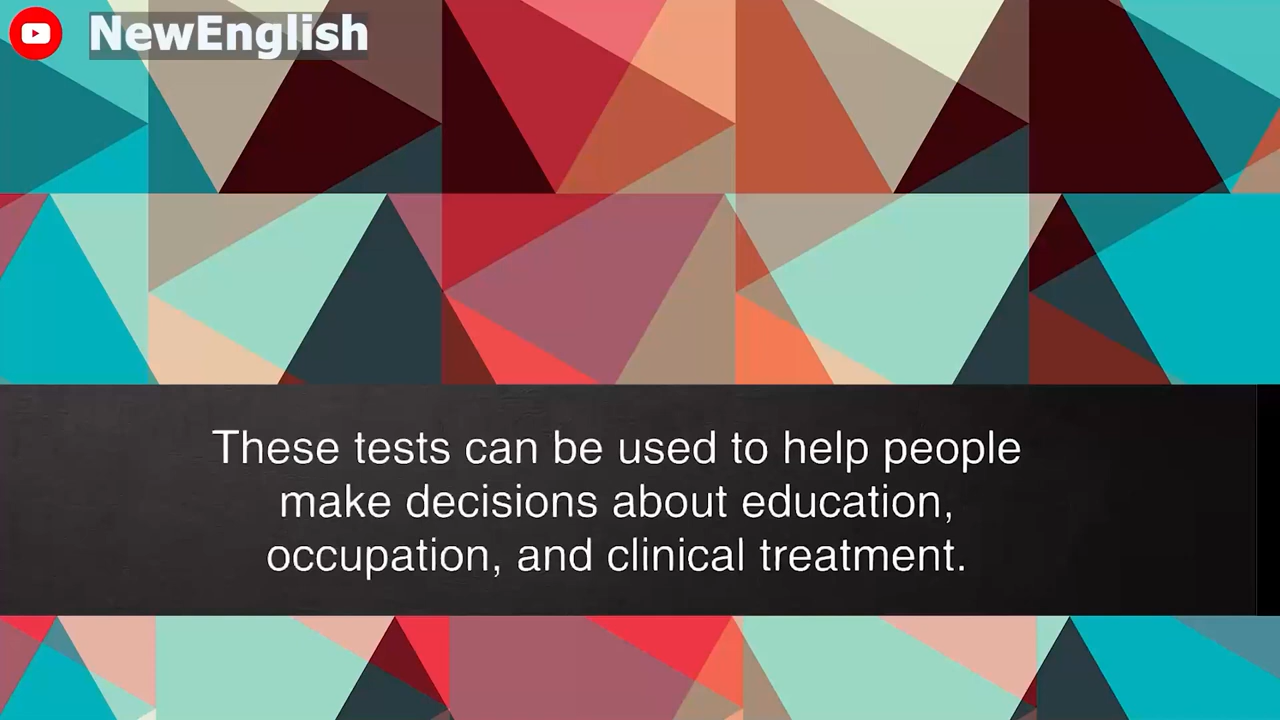 NewEnglish
These tests can be used to help people
make decisions about education,
occupation, and clinical treatment.